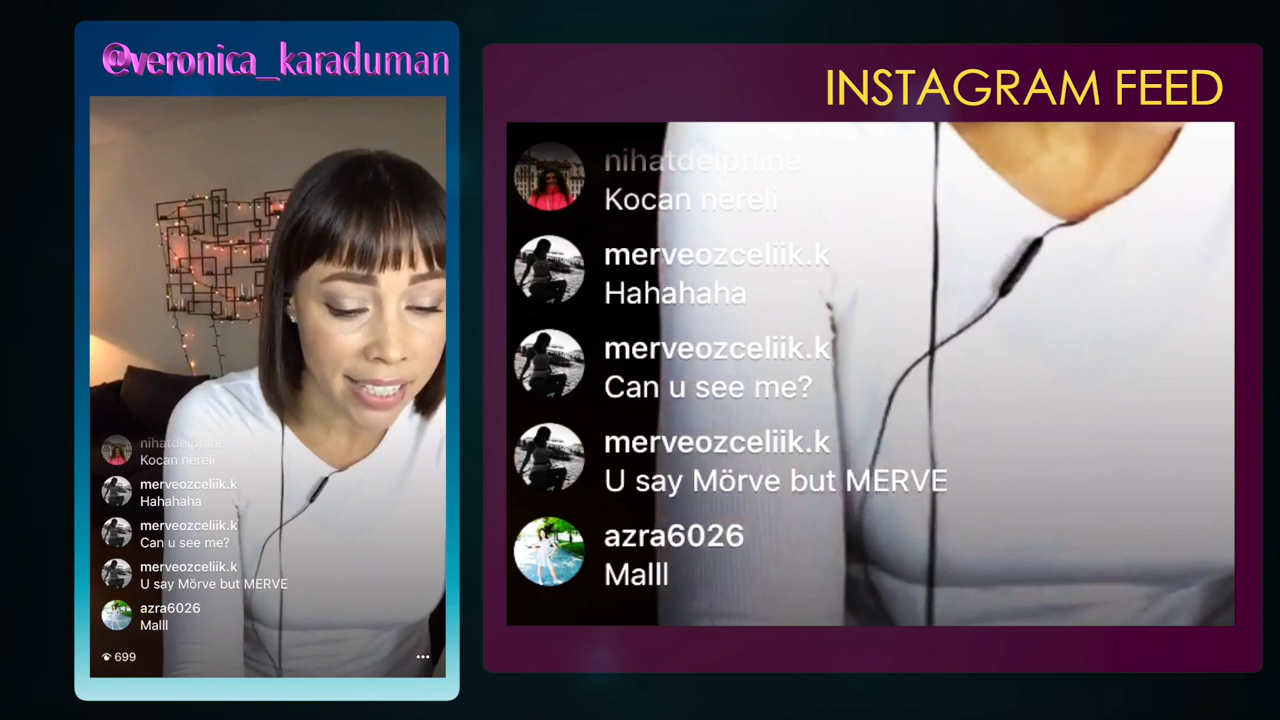 @veronica_karaduman
nihatdelphine
Kocan nereli
merveozceliik.k
Hahahaha
merveozceliik.k
Can u see me?
merveozceliik.k
U say Mörve but MERVE
azra6026
Malll
699
INSTAGRAM FEED
nihatdelphine
Kocan nereli
merveozceliik.k
Hahahaha
merveozceliik.k
Can u see me?
merveozceliik.k
U say Mörve but MERVE
azra6026
Malll